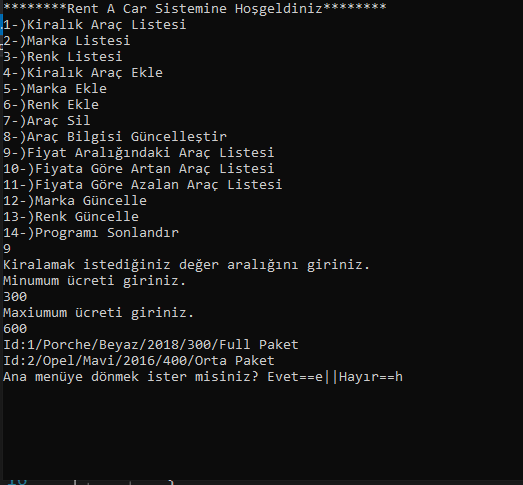 ********Rent A Car Sistemine Hoşgeldiniz********
1-)Kiralık Araç Listesi
2-)Marka Listesi
3-)Renk Listesi
4-)Kiralık Araç Ekle
5-)Marka Ekle
6-)Renk Ekle
7-)Araç Sil
8-)Araç Bilgisi Güncelleştir
9-)Fiyat Aralığındaki Araç Listesi
10-)Fiyata Göre Artan Araç Listesi
11-)Fiyata Göre Azalan Araç Listesi
12-)Marka Güncelle
13-)Renk Güncelle
14-)Programı Sonlandır
9
Kiralamak istediğiniz değer aralığını giriniz.
Minumum ücreti giriniz.
300
Maxiumum ücreti giriniz.
600
Id:1/Porche/Beyaz/2018/300/Full Paket
Id:2/Opel/Mavi/2016/400/Orta Paket
Ana menüye dönmek ister misiniz? Evet==e||Hayır==h